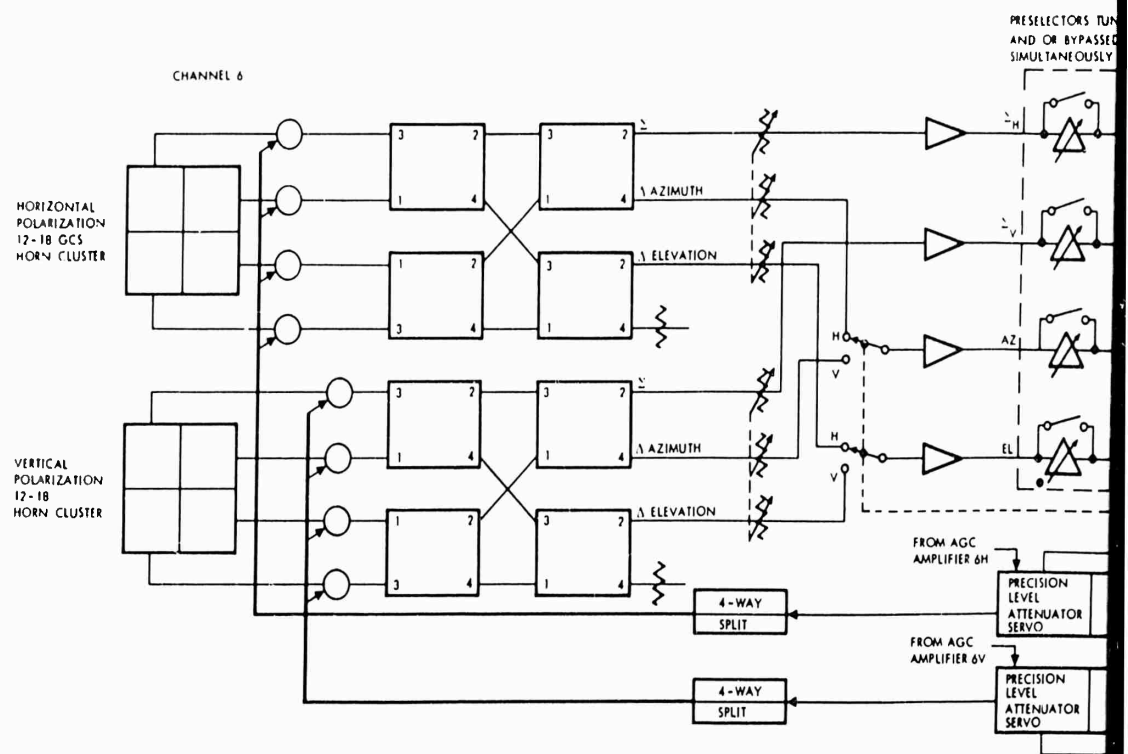 PRESELECTORS TUN
AND OR BYPASSED
SIMULTANEOUSLY
CHANNEL 6
HORIZONTAL
POLARIZATION
12-18 GCS
HORN CLUSTER
3 2
1 4
3 2
1 4
1 2
3 4
3 2
1 4
Σ
Δ AZIMUTH
Δ ELEVATION
ΣH
ΣV
H
V
AZ
H
V
EL
VERTICAL
POLARIZATION
12-18
HORN CLUSTER
3 2
1 4
3 2
1 4
1 2
3 4
3 2
1 4
Σ
Δ AZIMUTH
Δ ELEVATION
FROM AGC
AMPLIFIER 6H
PRECISION
LEVEL
ATTENUATOR
SERVO
4-WAY
SPLIT
FROM AGC
AMPLIFIER 6V
PRECISION
LEVEL
ATTENUATOR
SERVO
4-WAY
SPLIT